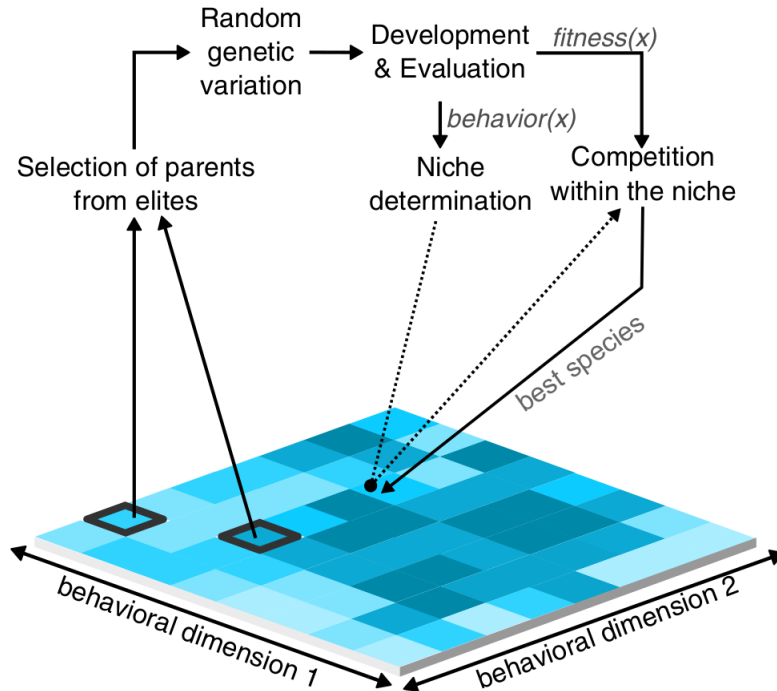 Random
genetic
variation
Development
& Evaluation
fitness(x)
behavior(x)
Selection of parents
from elites
Niche
determination
Competition
within the niche
best species
behavioral dimension 1
behavioral dimension 2